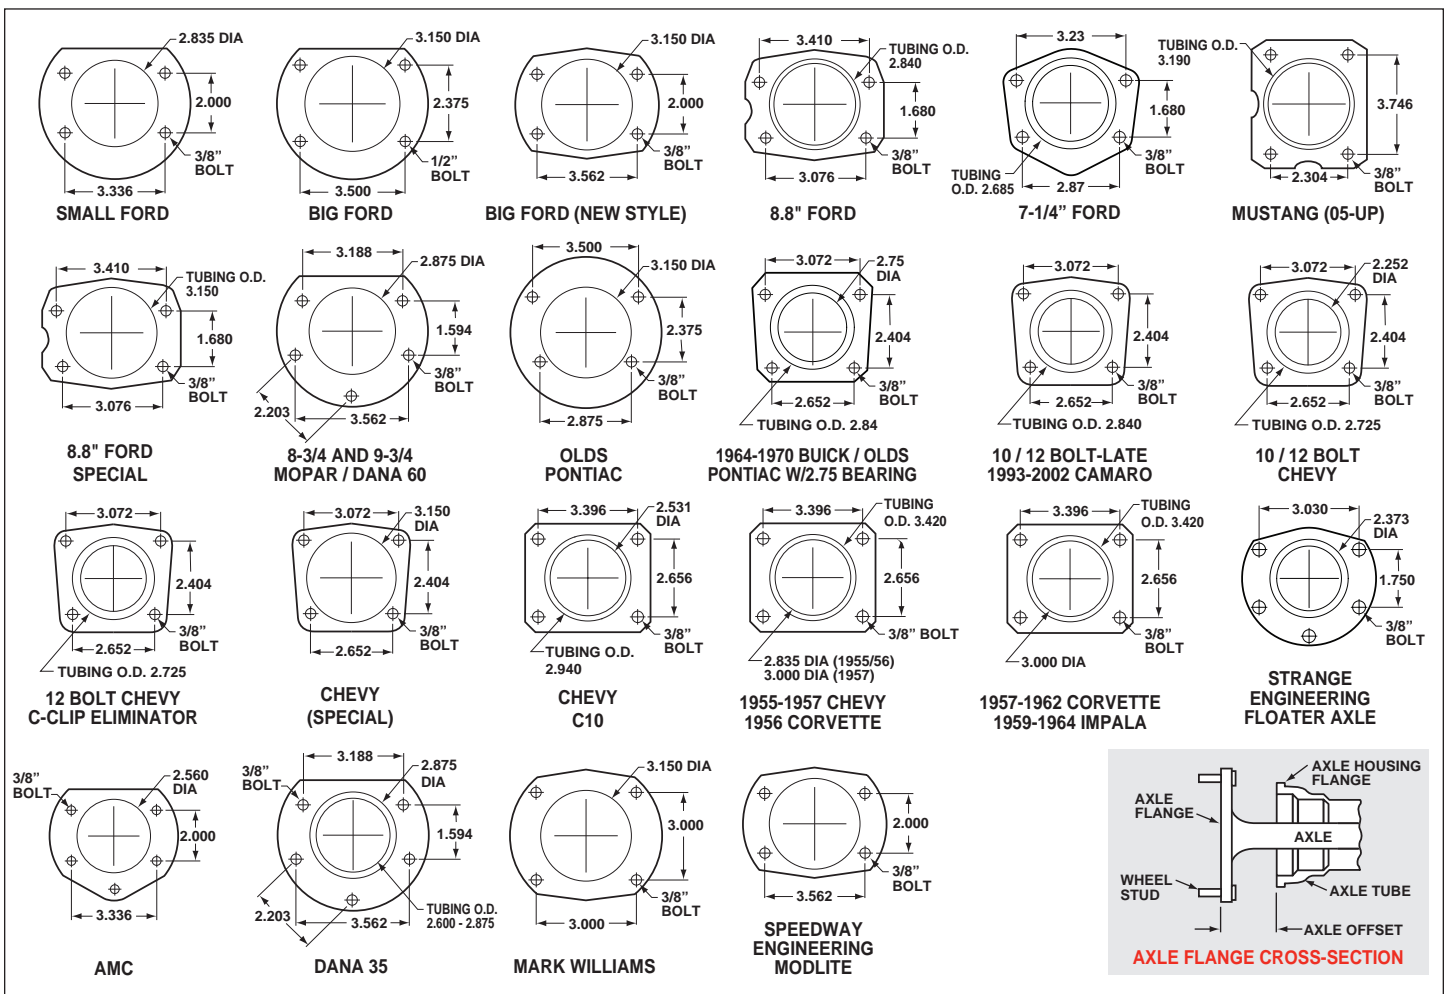 2.835 DIA
2.000
3/8”
BOLT
3.336
SMALL FORD
3.150 DIA
2.375
1/2”
BOLT
3.500
BIG FORD
3.150 DIA
2.000
3/8”
BOLT
3.562
BIG FORD (NEW STYLE)
3.410
TUBING O.D.
2.840
1.680
3/8”
BOLT
3.076
8.8" FORD
3.23
1.680
3/8”
BOLT
TUBING
O.D. 2.685
2.87
7-1/4” FORD
TUBING O.D.
3.190
3.746
2.304
3/8”
BOLT
MUSTANG (05-UP)
3.410
TUBING O.D.
3.150
1.680
3/8”
BOLT
3.076
8.8" FORD
SPECIAL
3.188
2.875 DIA
1.594
3/8”
BOLT
2.203
3.562
8-3/4 AND 9-3/4
MOPAR / DANA 60
3.500
3.150 DIA
2.375
3/8”
BOLT
2.875
OLDS
PONTIAC
3.072
2.75
DIA
2.404
3/8”
BOLT
2.652
TUBING O.D. 2.84
1964-1970 BUICK / OLDS
PONTIAC W/2.75 BEARING
3.072
2.404
3/8”
BOLT
2.652
TUBING O.D. 2.840
10 / 12 BOLT-LATE
1993-2002 CAMARO
3.072
2.252
DIA
2.404
3/8”
BOLT
2.652
TUBING O.D. 2.725
10 / 12 BOLT
CHEVY
3.072
2.404
3/8”
BOLT
2.652
TUBING O.D. 2.725
12 BOLT CHEVY
C-CLIP ELIMINATOR
3.072
3.150
DIA
2.404
3/8”
BOLT
2.652
CHEVY
(SPECIAL)
3.396
2.531
DIA
2.656
3/8”
BOLT
TUBING O.D.
2.940
CHEVY
C10
3.396
TUBING
O.D. 3.420
2.656
3/8” BOLT
2.835 DIA (1955/56)
3.000 DIA (1957)
1955-1957 CHEVY
1956 CORVETTE
3.396
TUBING
O.D. 3.420
2.656
3/8”
BOLT
3.000 DIA
1957-1962 CORVETTE
1959-1964 IMPALA
3.030
2.373
DIA
1.750
3/8”
BOLT
STRANGE
ENGINEERING
FLOATER AXLE
3/8”
BOLT
2.560
DIA
2.000
3.336
AMC
3/8”
BOLT
3.188
2.875
DIA
1.594
2.203
3.562
TUBING O.D.
2.600 - 2.875
DANA 35
3.150 DIA
3.000
3/8”
BOLT
3.000
MARK WILLIAMS
2.000
3/8”
BOLT
3.562
SPEEDWAY
ENGINEERING
MODLITE
AXLE HOUSING
FLANGE
AXLE
FLANGE
AXLE
WHEEL
STUD
AXLE TUBE
AXLE OFFSET
AXLE FLANGE CROSS-SECTION